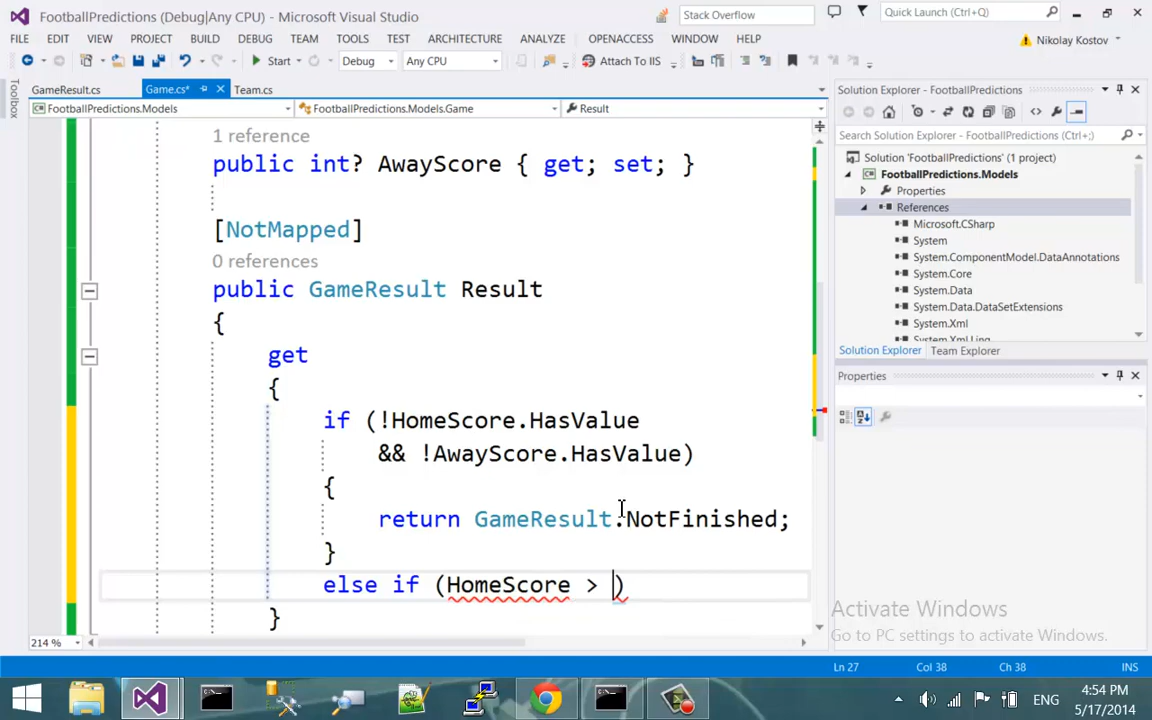 FootballPredictions (Debug|Any CPU) - Microsoft Visual Studio
Stack Overflow
Quick Launch (Ctrl+Q)
FILE EDIT VIEW PROJECT BUILD DEBUG TEAM TOOLS TEST ARCHITECTURE ANALYZE OPENACCESS WINDOW HELP
Nikolay Kostov
Start Debug Any CPU Attach To IIS
Toolbox
GameResult.cs Game.cs* Team.cs
FootballPredictions.Models FootballPredictions.Models.Game Result
1 reference
public int? AwayScore { get; set; }
[NotMapped]
0 references
public GameResult Result
{
get
{
if (!HomeScore.HasValue
&& !AwayScore.HasValue)
{
return GameResult.NotFinished;
}
else if (HomeScore > )
}
214 %
Solution Explorer - FootballPredictions
Search Solution Explorer (Ctrl+;)
Solution 'FootballPredictions' (1 project)
FootballPredictions.Models
Properties
References
Microsoft.CSharp
System
System.ComponentModel.DataAnnotations
System.Core
System.Data
System.Data.DataSetExtensions
System.Xml
System.Xml.Linq
Solution Explorer Team Explorer
Properties
Activate Windows
Go to PC settings to activate Windows.
Ln 27 Col 38 Ch 38 INS
ENG
4:54 PM
5/17/2014